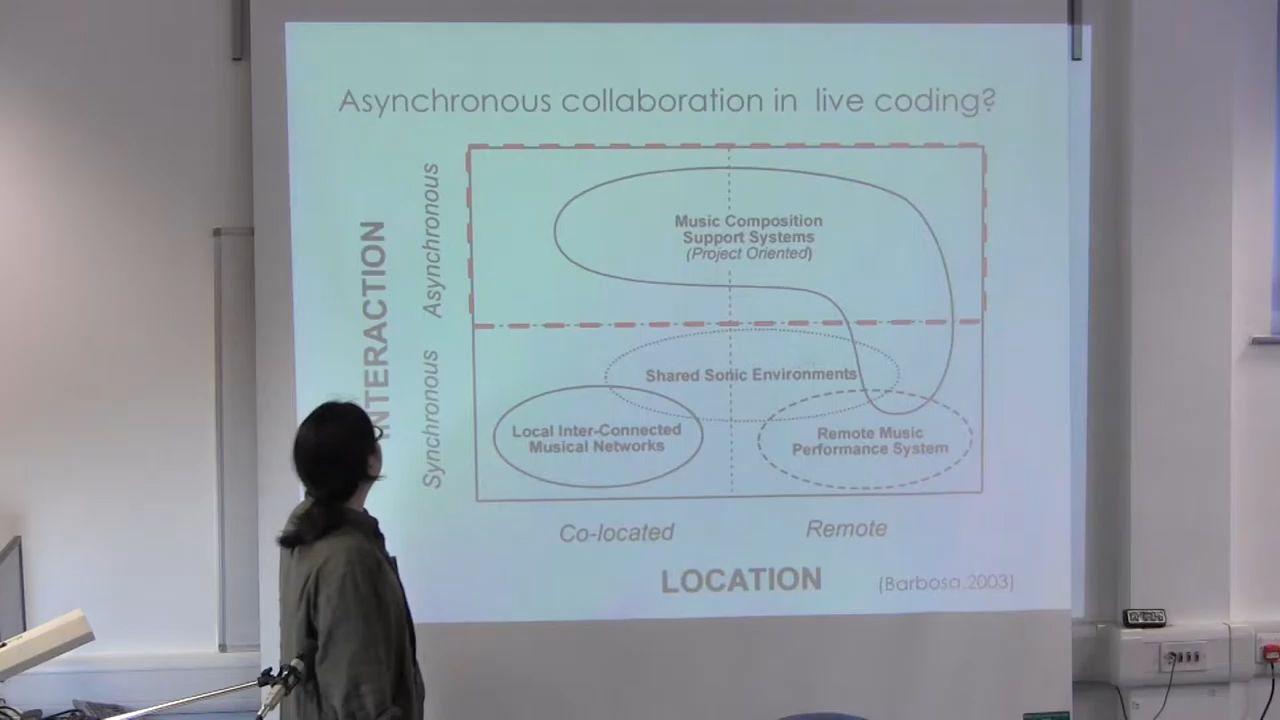 Asynchronous collaboration in live coding?
INTERACTION
Asynchronous
Synchronous
Music Composition
Support Systems
(Project Oriented)
Shared Sonic Environments
Local Inter-Connected
Musical Networks
Remote Music
Performance System
Co-located
Remote
LOCATION
(Barbosa,2003)